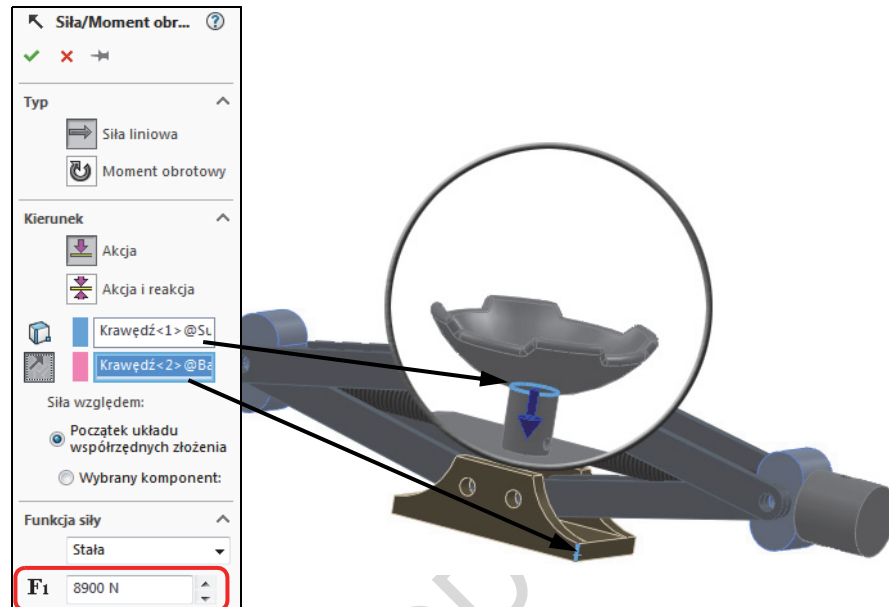 Siła/Moment obr...
Typ
Siła liniowa
Moment obrotowy
Kierunek
Akcja
Akcja i reakcja
Krawędź<1>@Su
Krawędź<2>@Ba
Siła względem:
Początek układu
współrzędnych złożenia
Wybrany komponent:
Funkcja siły
Stała
F1 8900 N